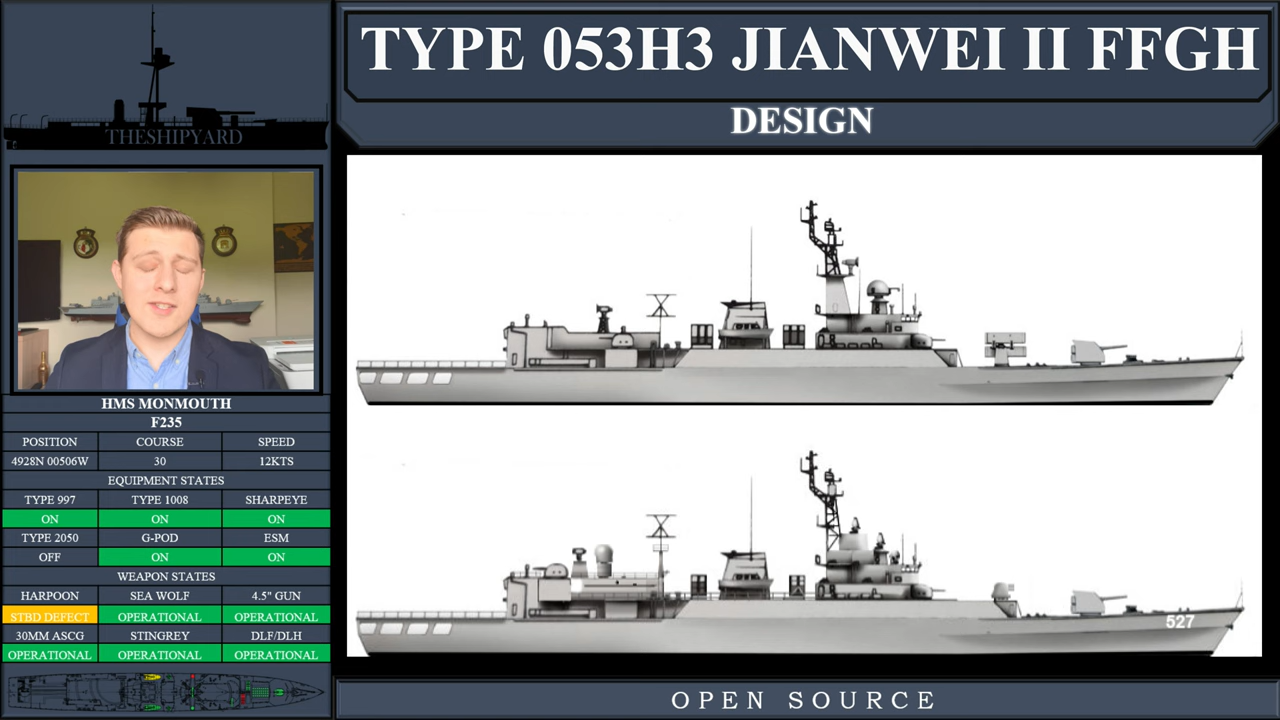 TYPE 053H3 JIANWEI II FFGH
DESIGN
THESHIPYARD
HMS MONMOUTH
F235
POSITION COURSE SPEED
4928N 00506W 30 12KTS
EQUIPMENT STATES
TYPE 997 TYPE 1008 SHARPEYE
ON ON ON
TYPE 2050 G-POD ESM
OFF ON ON
WEAPON STATES
HARPOON SEA WOLF 4.5" GUN
STBD DEFECT OPERATIONAL OPERATIONAL
30MM ASCG STINGREY DLF/DLH
OPERATIONAL OPERATIONAL OPERATIONAL
527
OPEN SOURCE